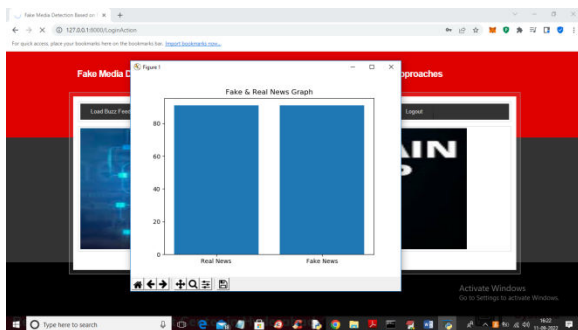 Fake Media Detection Based on
127.0.0.1:8000/LoginAction
For quick access, place your bookmarks here on the bookmarks bar. Import bookmarks now...
Figure 1
Fake Media D
pproaches
Load Buzz Feed
Logout
Fake & Real News Graph
80
60
40
20
0
Real News
Fake News
AIN
Activate Windows
Go to Settings to activate Windows.
Type here to search
16:22
11-09-2022